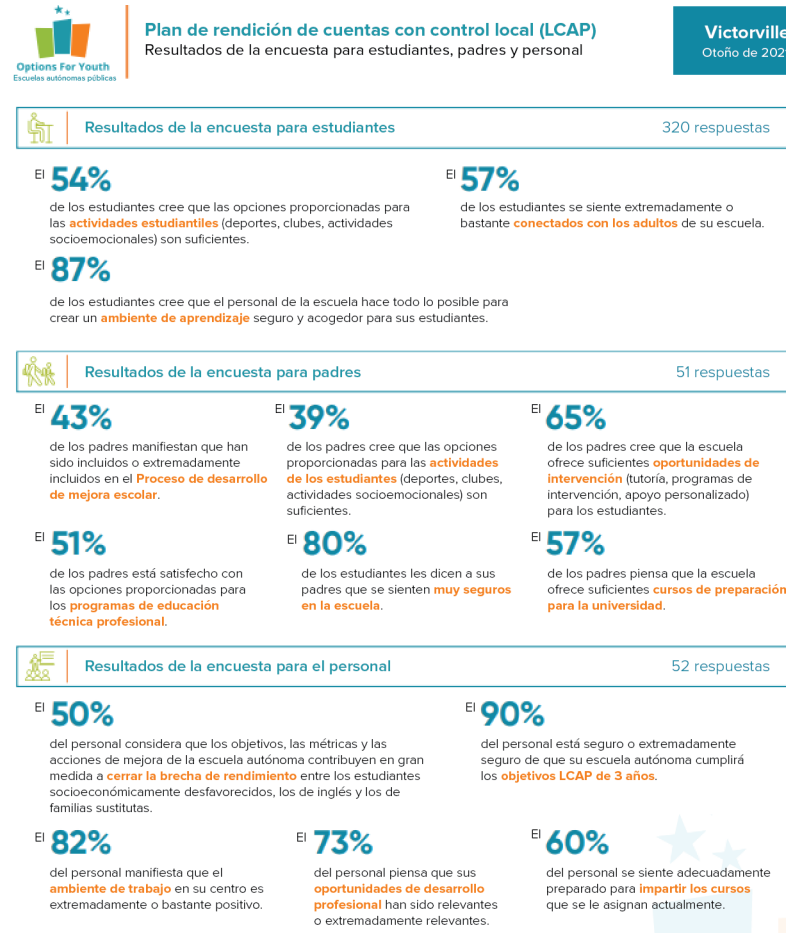 Options For Youth
Escuelas autónomas públicas
Plan de rendición de cuentas con control local (LCAP)
Resultados de la encuesta para estudiantes, padres y personal
Victorville
Otoño de
Resultados de la encuesta para estudiantes
320 respuestas
El 54%
de los estudiantes cree que las opciones proporcionadas para
las actividades estudiantiles (deportes, clubes, actividades
socioemocionales) son suficientes.
El 57%
de los estudiantes se siente extremadamente o
bastante conectados con los adultos de su escuela.
El 87%
de los estudiantes cree que el personal de la escuela hace todo lo posible para
crear un ambiente de aprendizaje seguro y acogedor para sus estudiantes.
Resultados de la encuesta para padres
51 respuestas
El 43%
de los padres manifiestan que han
sido incluidos o extremadamente
incluidos en el Proceso de desarrollo
de mejora escolar.
El 39%
de los padres cree que las opciones
proporcionadas para las actividades
de los estudiantes (deportes, clubes,
actividades socioemocionales) son
suficientes.
El 65%
de los padres cree que la escuela
ofrece suficientes oportunidades de
intervención (tutoría, programas de
intervención, apoyo personalizado)
para los estudiantes.
El 51%
de los padres está satisfecho con
las opciones proporcionadas para
los programas de educación
técnica profesional.
El 80%
de los estudiantes les dicen a sus
padres que se sienten muy seguros
en la escuela.
El 57%
de los padres piensa que la escuela
ofrece suficientes cursos de preparación
para la universidad.
Resultados de la encuesta para el personal
52 respuestas
El 50%
del personal considera que los objetivos, las métricas y las
acciones de mejora de la escuela autónoma contribuyen en gran
medida a cerrar la brecha de rendimiento entre los estudiantes
socioeconómicamente desfavorecidos, los de inglés y los de
familias sustitutas.
El 90%
del personal está seguro o extremadamente
seguro de que su escuela autónoma cumplirá
los objetivos LCAP de 3 años.
El 82%
del personal manifiesta que el
ambiente de trabajo en su centro es
extremadamente o bastante positivo.
El 73%
del personal piensa que sus
oportunidades de desarrollo
profesional han sido relevantes
o extremadamente relevantes.
El 60%
del personal se siente adecuadamente
preparado para impartir los cursos
que se le asignan actualmente.